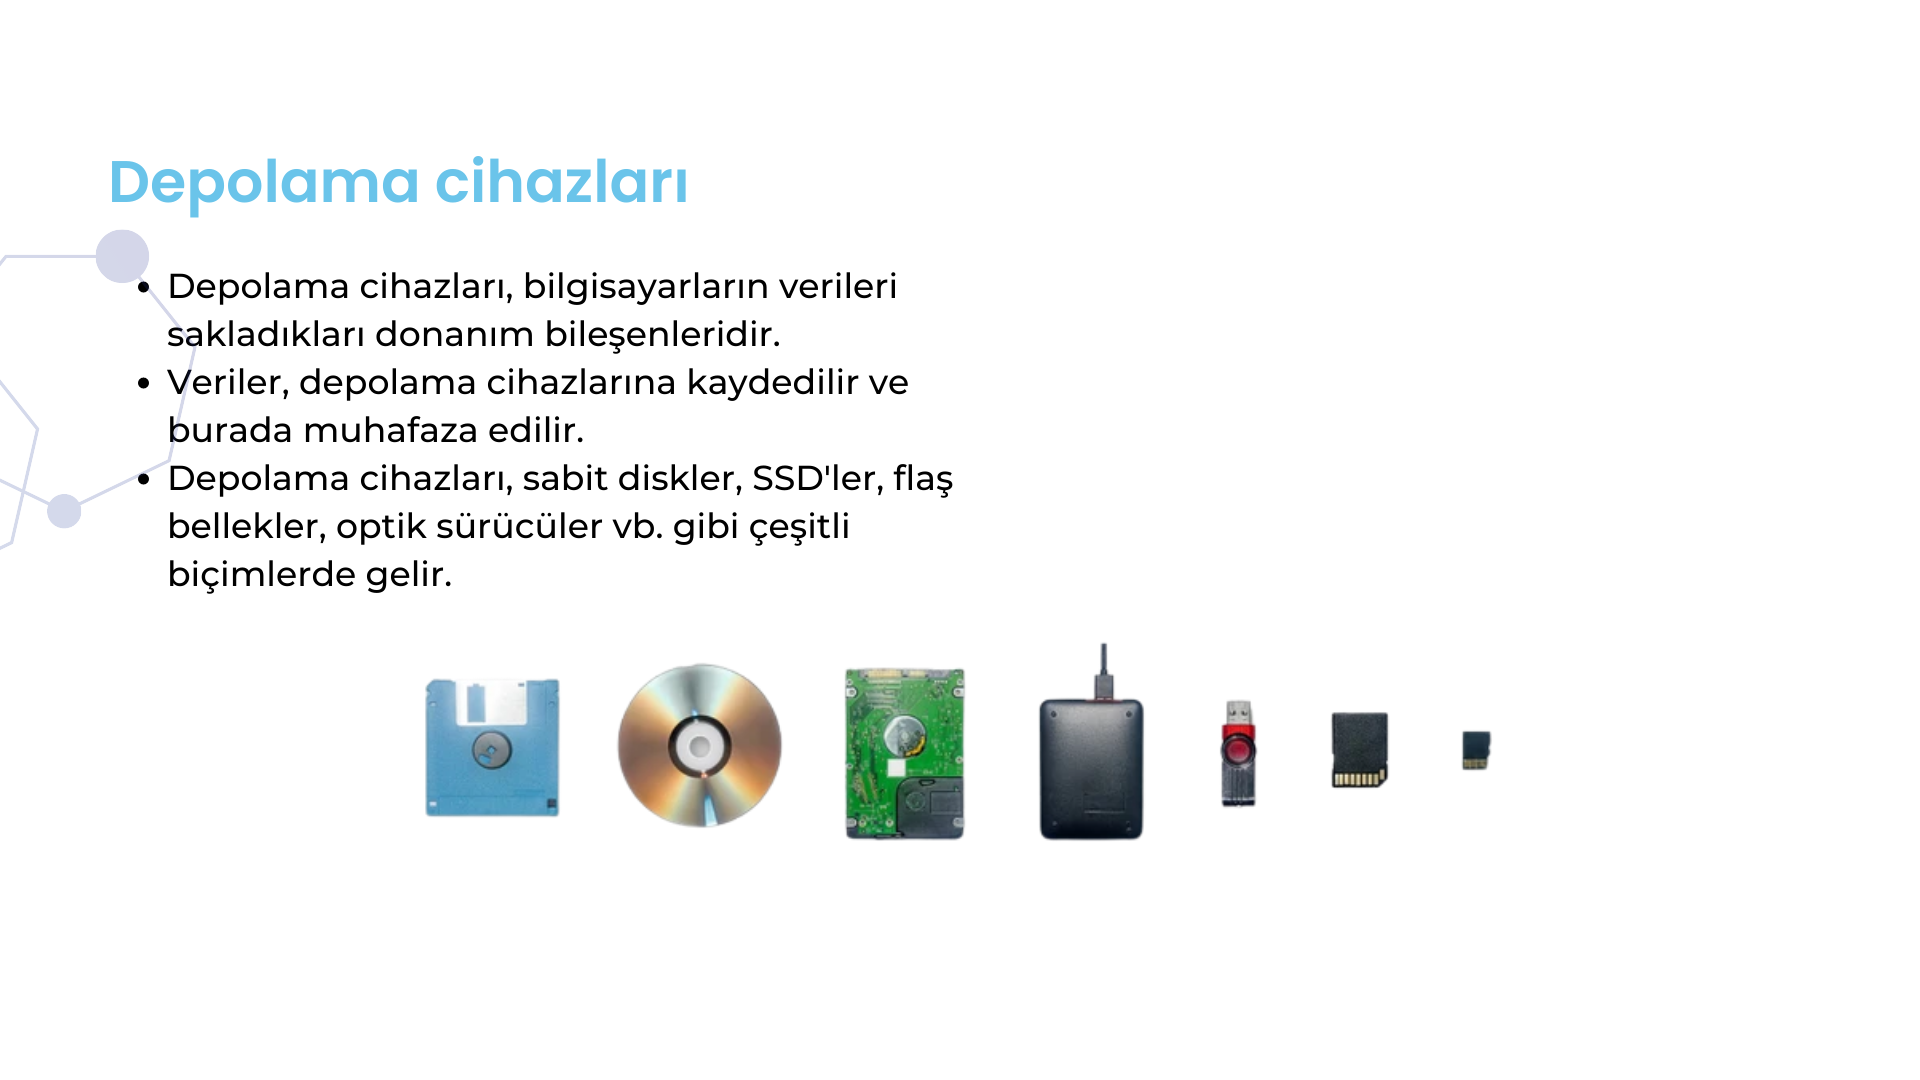 Depolama cihazları
• Depolama cihazları, bilgisayarların verileri
sakladıkları donanım bileşenleridir.
• Veriler, depolama cihazlarına kaydedilir ve
burada muhafaza edilir.
• Depolama cihazları, sabit diskler, SSD'ler, flaş
bellekler, optik sürücüler vb. gibi çeşitli
biçimlerde gelir.